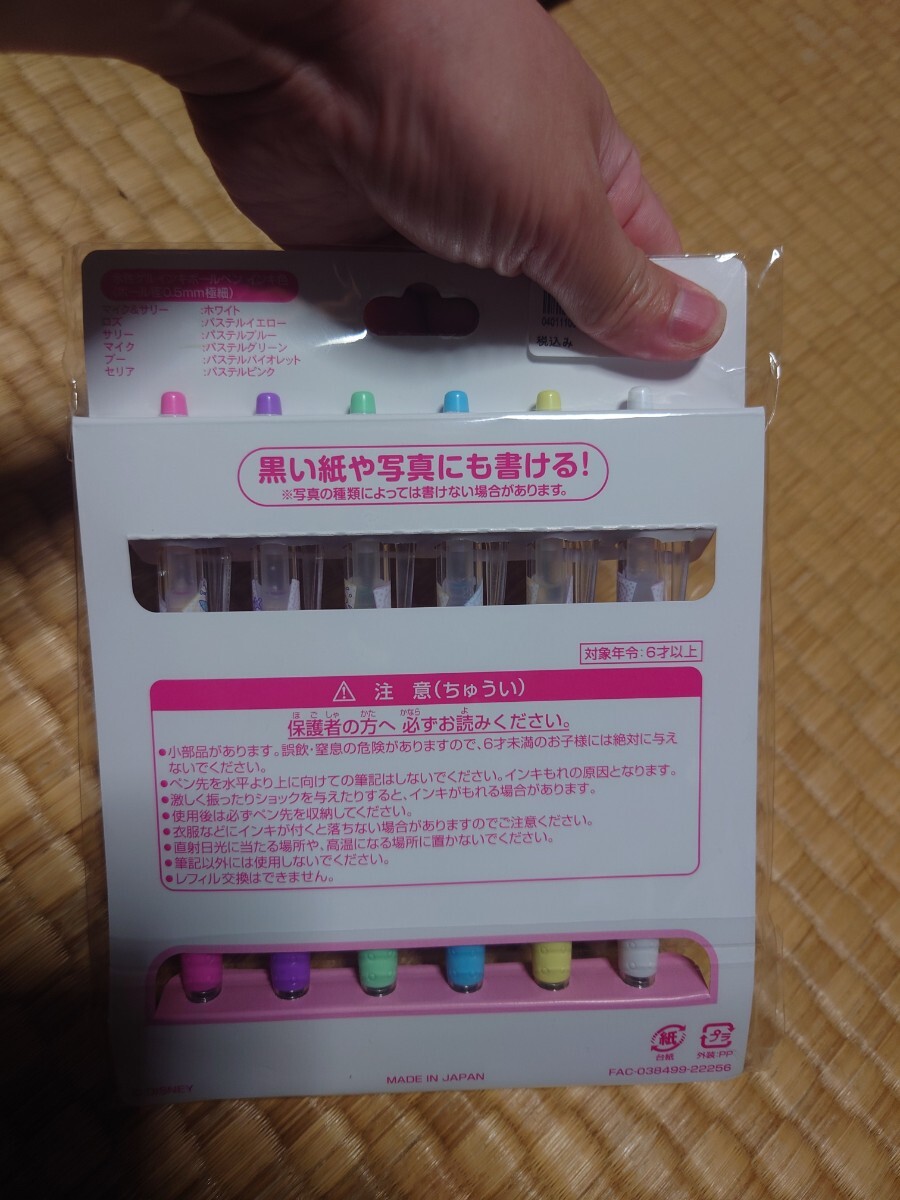 0.5mm極細)
マイク&サリー :ホワイト
ロズ :パステルイエロー
サリー :パステルブルー
マイク :パステルグリーン
ブー :パステルバイオレット
セリア :パステルピンク
税込み
黒い紙や写真にも書ける!
※写真の種類によっては書けない場合があります。
対象年令:6才以上
⚠ 注 意(ちゅうい)
保護者の方へ 必ずお読みください。
●小部品があります。誤飲・窒息の危険がありますので、6才未満のお子様には絶対に与え
ないでください。
●ペン先を水平より上に向けての筆記はしないでください。インキもれの原因となります。
●激しく振ったりショックを与えたりすると、インキがもれる場合があります。
●使用後は必ずペン先を収納してください。
●衣服などにインキが付くと落ちない場合がありますのでご注意ください。
●直射日光に当たる場所や、高温になる場所に置かないでください。
●筆記以外には使用しないでください。
●レフィル交換はできません。
紙
台紙
プラ
外装:PP
MADE IN JAPAN
FAC-038499-22256